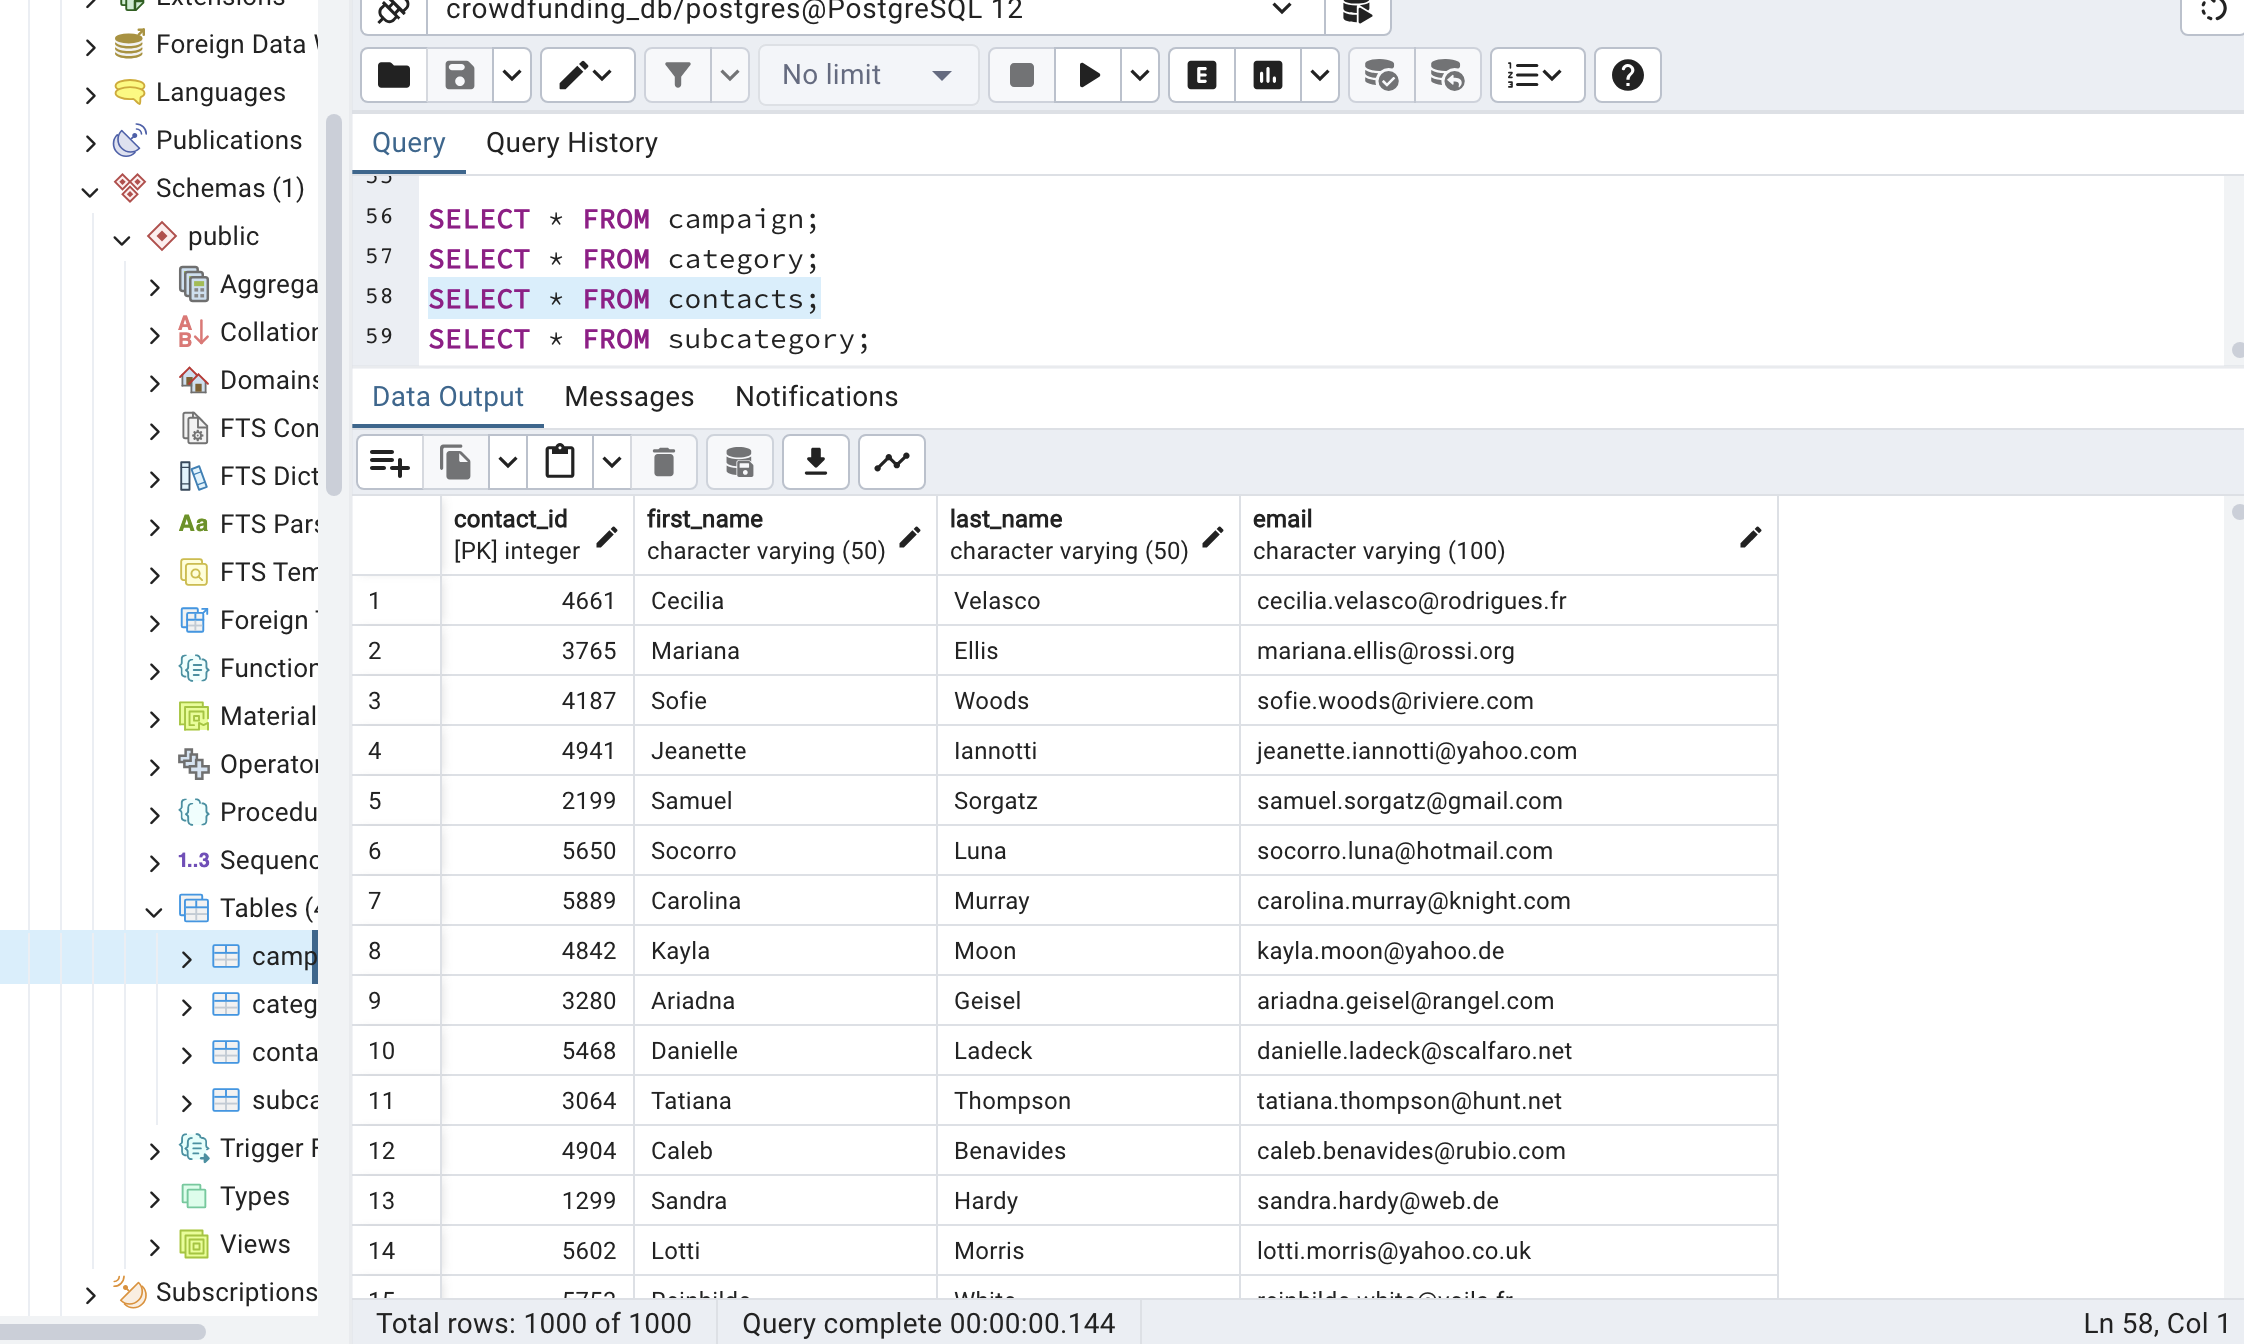 Extensions
Foreign Data
Languages
Publications
Schemas (1)
public
Aggrega
Collation
Domains
FTS Con
FTS Dict
Aa FTS Pars
FTS Tem
Foreign
Function
Material
Operator
Procedu
1..3 Sequenc
Tables (4
camp
categ
conta
subca
Trigger F
Types
Views
Subscriptions
crowdfunding_db/postgres@PostgreSQL 12
No limit
E
Query Query History
55
56 SELECT * FROM campaign;
57 SELECT * FROM category;
58 SELECT * FROM contacts;
59 SELECT * FROM subcategory;
Data Output Messages Notifications
contact_id first_name last_name email
[PK] integer character varying (50) character varying (50) character varying (100)
1 4661 Cecilia Velasco cecilia.velasco@rodrigues.fr
2 3765 Mariana Ellis mariana.ellis@rossi.org
3 4187 Sofie Woods sofie.woods@riviere.com
4 4941 Jeanette Iannotti jeanette.iannotti@yahoo.com
5 2199 Samuel Sorgatz samuel.sorgatz@gmail.com
6 5650 Socorro Luna socorro.luna@hotmail.com
7 5889 Carolina Murray carolina.murray@knight.com
8 4842 Kayla Moon kayla.moon@yahoo.de
9 3280 Ariadna Geisel ariadna.geisel@rangel.com
10 5468 Danielle Ladeck danielle.ladeck@scalfaro.net
11 3064 Tatiana Thompson tatiana.thompson@hunt.net
12 4904 Caleb Benavides caleb.benavides@rubio.com
13 1299 Sandra Hardy sandra.hardy@web.de
14 5602 Lotti Morris lotti.morris@yahoo.co.uk
15 5753 Reinhilde White
Total rows: 1000 of 1000 Query complete 00:00:00.144 Ln 58, Col 1